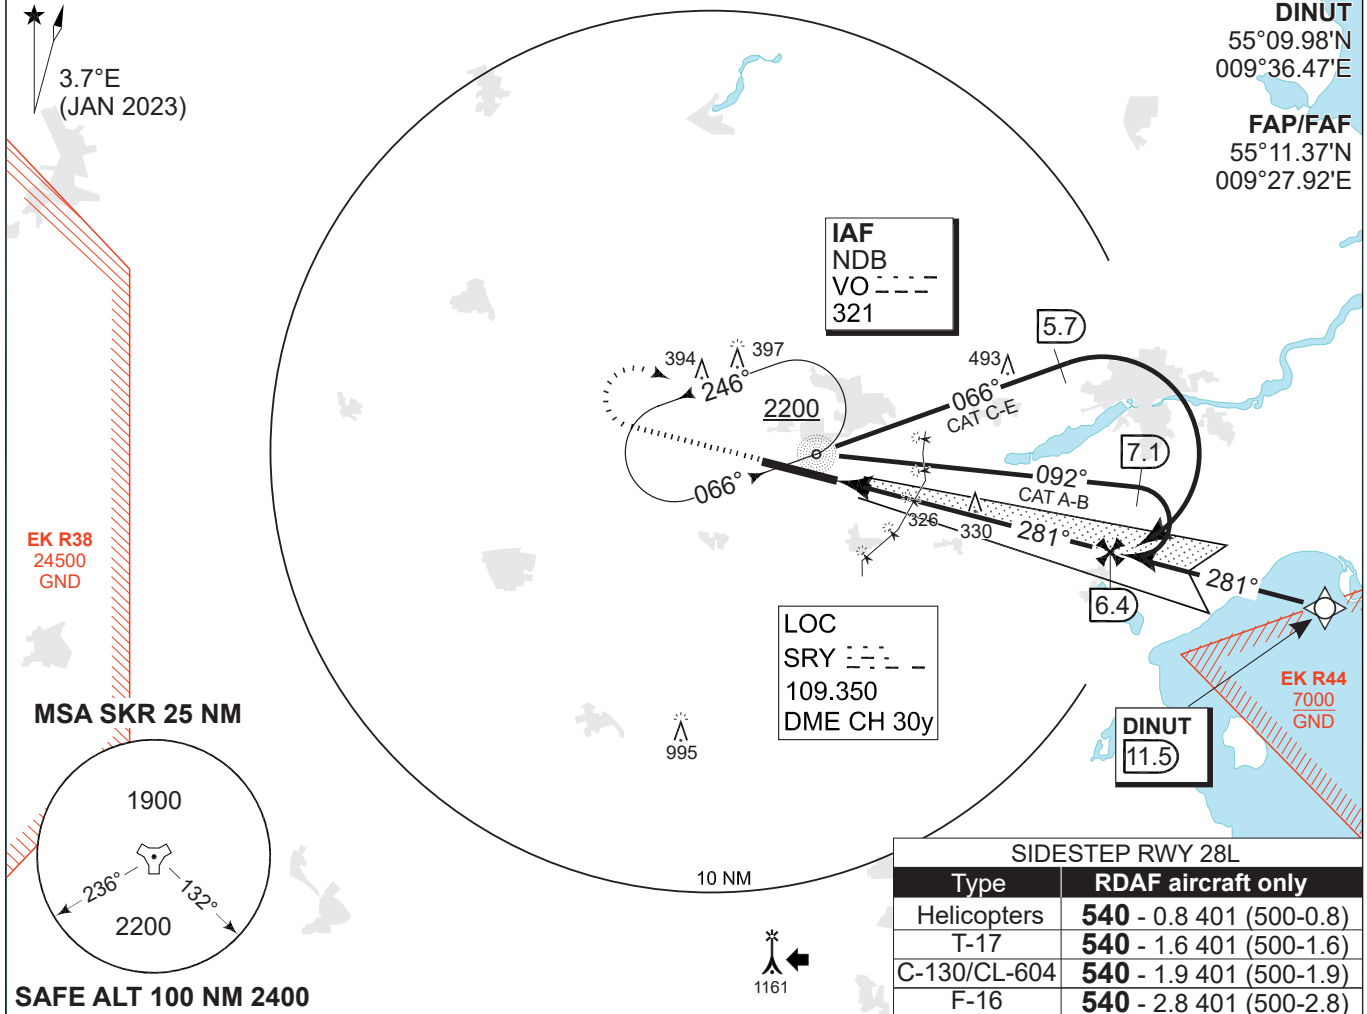 3.7°E
(JAN 2023)
DINUT
55°09.98'N
009°36.47'E
FAP/FAF
55°11.37'N
009°27.92'E
IAF
NDB
VO
321
5.7
394
397
493
246°
2200
066°
CAT C-E
7.1
092°
CAT A-B
066°
326
330
281°
281°
6.4
EK R38
24500
GND
LOC
SRY
109.350
DME CH 30y
EK R44
7000
GND
DINUT
11.5
MSA SKR 25 NM
995
1900
236°
132°
2200
10 NM
1161
SAFE ALT 100 NM 2400
SIDESTEP RWY 28L
Type RDAF aircraft only
Helicopters 540 - 0.8 401 (500-0.8)
T-17 540 - 1.6 401 (500-1.6)
C-130/CL-604 540 - 1.9 401 (500-1.9)
F-16 540 - 2.8 401 (500-2.8)